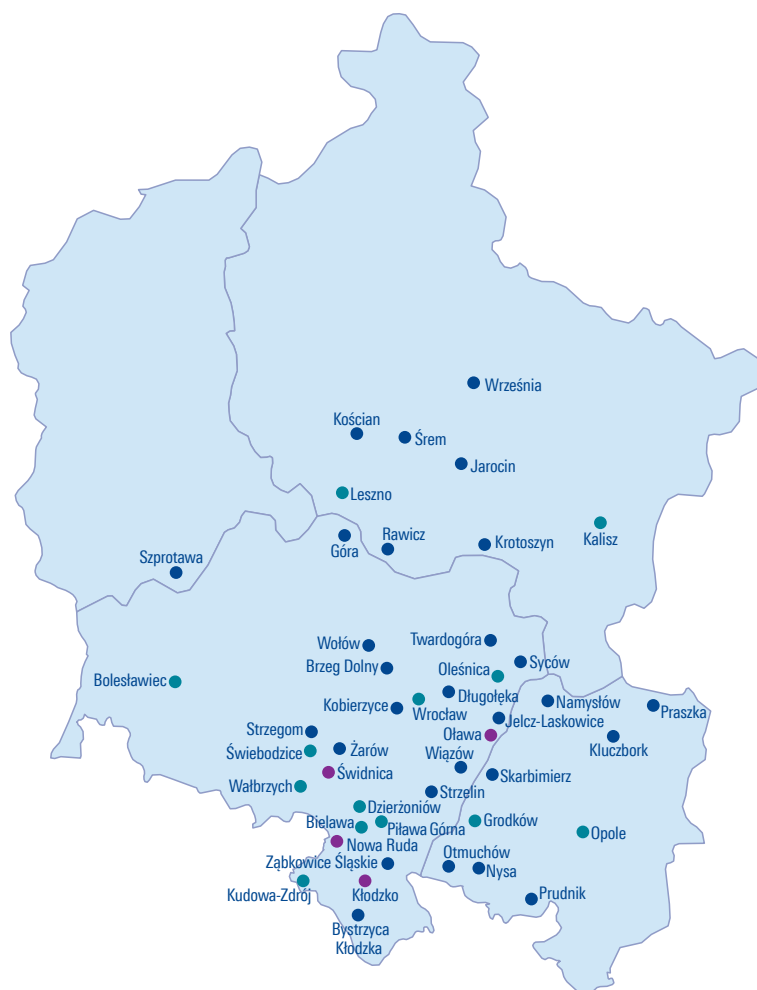 Września
Kościan
Śrem
Jarocin
Leszno
Kalisz
Góra
Rawicz
Krotoszyn
Szprotawa
Wołów
Twardogóra
Brzeg Dolny
Oleśnica
Syców
Bolesławiec
Długołęka
Namysłów
Kobierzyce
Wrocław
Jelcz-Laskowice
Praszka
Strzegom
Oława
Kluczbork
Świebodzice
Żarów
Wiązów
Świdnica
Skarbimierz
Wałbrzych
Strzelin
Dzierżoniów
Bielawa
Piława Górna
Grodków
Opole
Nowa Ruda
Otmuchów
Ząbkowice Śląskie
Nysa
Kudowa-Zdrój
Kłodzko
Prudnik
Bystrzyca
Kłodzka